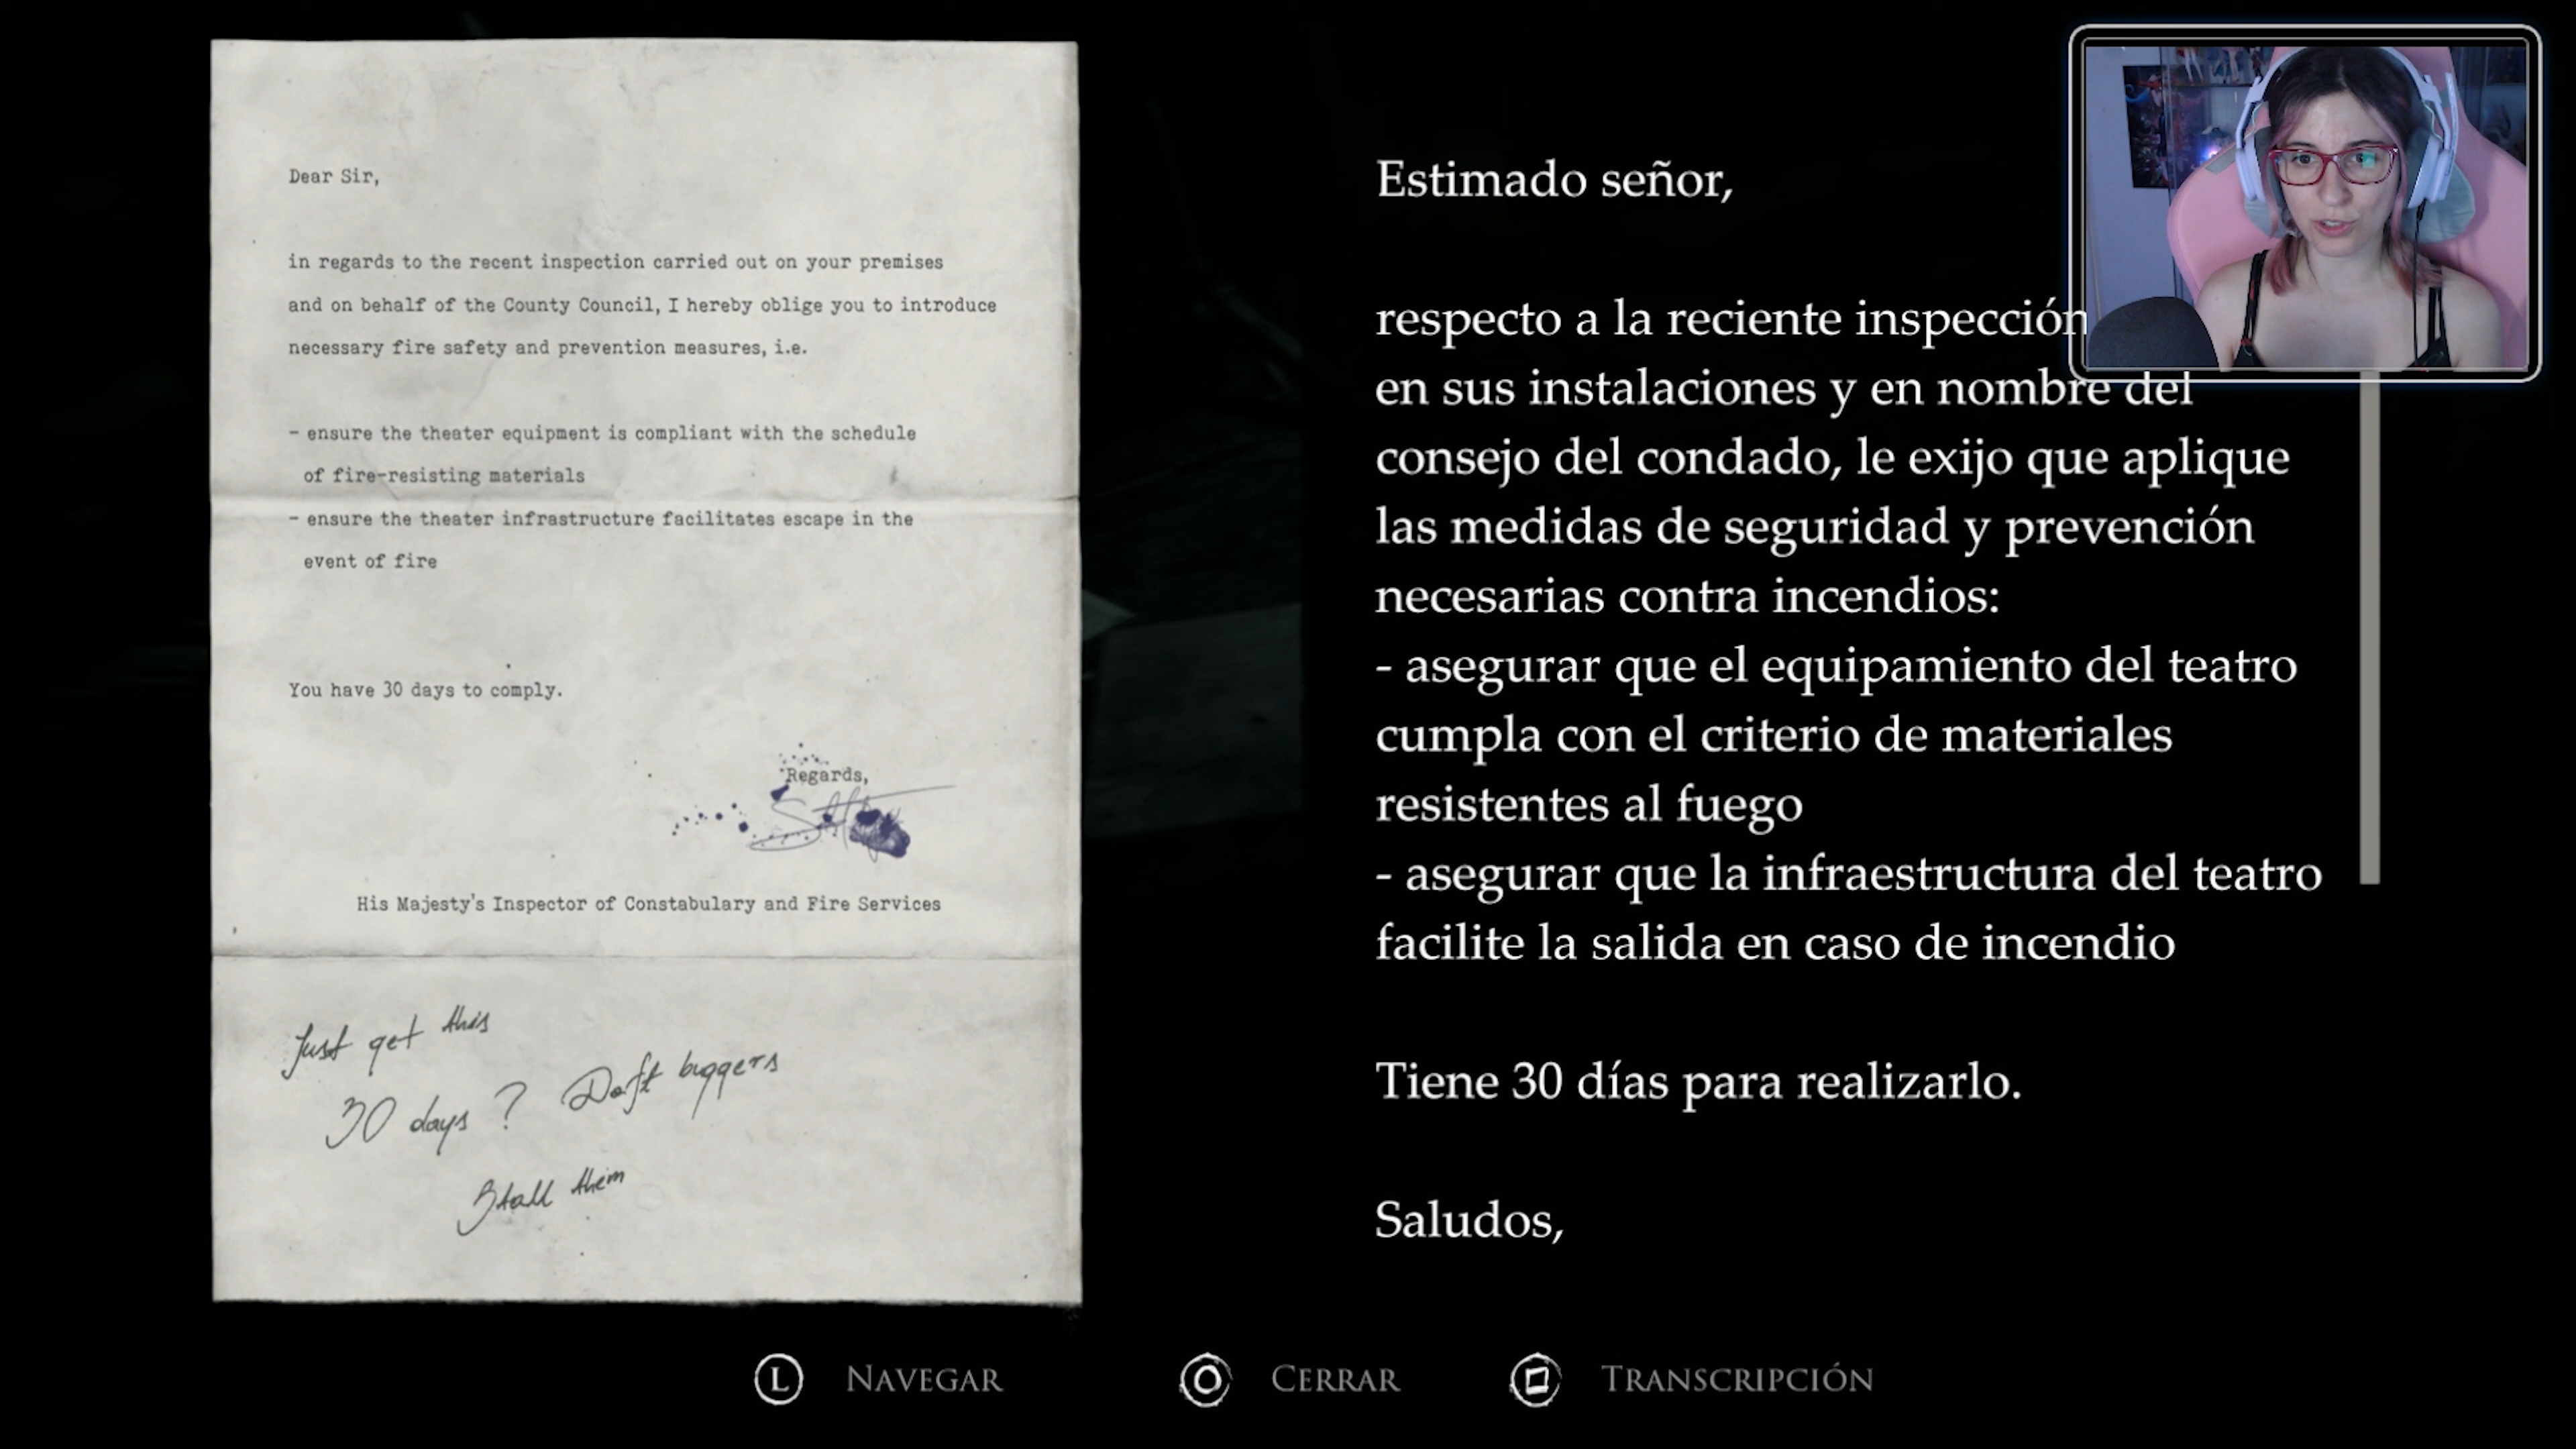 Dear Sir,
in regards to the recent inspection carried out on your premises
and on behalf of the County Council, I hereby oblige you to introduce
necessary fire safety and prevention measures, i.e.
- ensure the theater equipment is compliant with the schedule
of fire-resisting materials
- ensure the theater infrastructure facilitates escape in the
event of fire
You have 30 days to comply.
Regards,
His Majesty's Inspector of Constabulary and Fire Services
Just get this
30 days? Daft buggers
Stall them
Estimado señor,
respecto a la reciente inspección
en sus instalaciones y en nombre del
consejo del condado, le exijo que aplique
las medidas de seguridad y prevención
necesarias contra incendios:
- asegurar que el equipamiento del teatro
cumpla con el criterio de materiales
resistentes al fuego
- asegurar que la infraestructura del teatro
facilite la salida en caso de incendio
Tiene 30 días para realizarlo.
Saludos,
L NAVEGAR CERRAR TRANSCRIPCIÓN